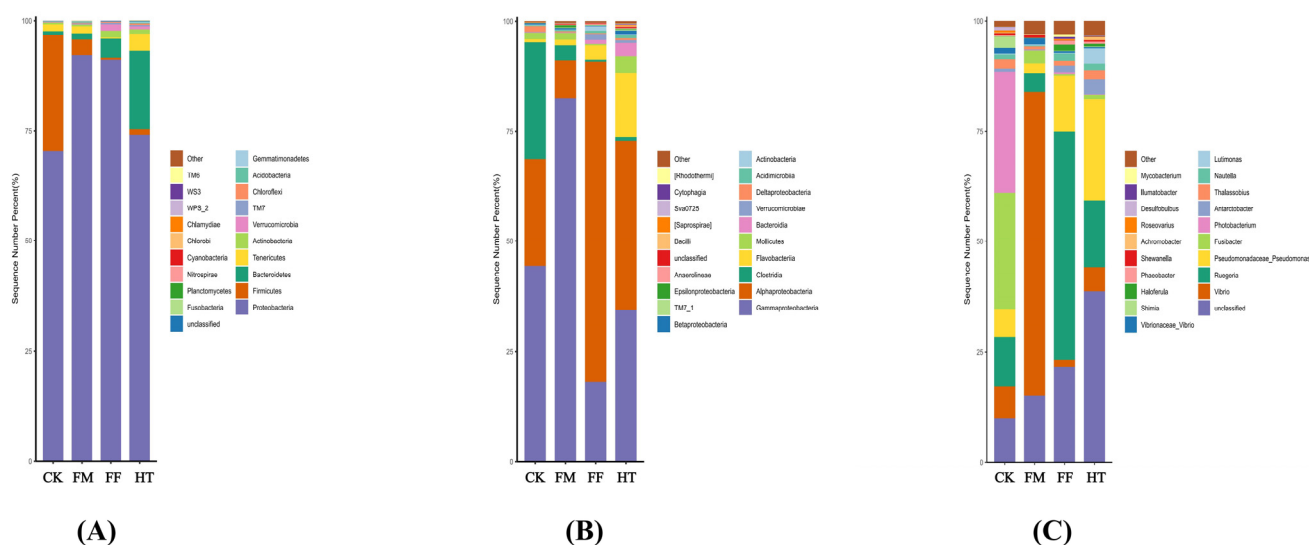 Sequence Number Percent(%)
100
75
50
25
0
CK FM FF HT
Other
TM6
WS3
WPS_2
Chlamydiae
Chlorobi
Cyanobacteria
Nitrospirae
Planctomycetes
Fusobacteria
unclassified
Gemmatimonadetes
Acidobacteria
Chloroflexi
TM7
Verrucomicrobia
Actinobacteria
Tenericutes
Bacteroidetes
Firmicutes
Proteobacteria
(A)
Sequence Number Percent(%)
100
75
50
25
0
CK FM FF HT
Other
[Rhodothermi]
Cytophagia
Sva0725
[Saprospirae]
Bacilli
unclassified
Anaerolineae
Epsilonproteobacteria
TM7_1
Betaproteobacteria
Actinobacteria
Acidimicrobiia
Deltaproteobacteria
Verrucomicrobiae
Bacteroidia
Mollicutes
Flavobacteriia
Clostridia
Alphaproteobacteria
Gammaproteobacteria
(B)
Sequence Number Percent(%)
100
75
50
25
0
CK FM FF HT
Other
Mycobacterium
Ilumatobacter
Desulfobulbus
Roseovarius
Achromobacter
Shewanella
Phaeobacter
Haloferula
Shimia
Vibrionaceae_Vibrio
Lutimonas
Nautella
Thalassobius
Antarctobacter
Photobacterium
Fusibacter
Pseudomonadaceae_Pseudomonas
Ruegeria
Vibrio
unclassified
(C)